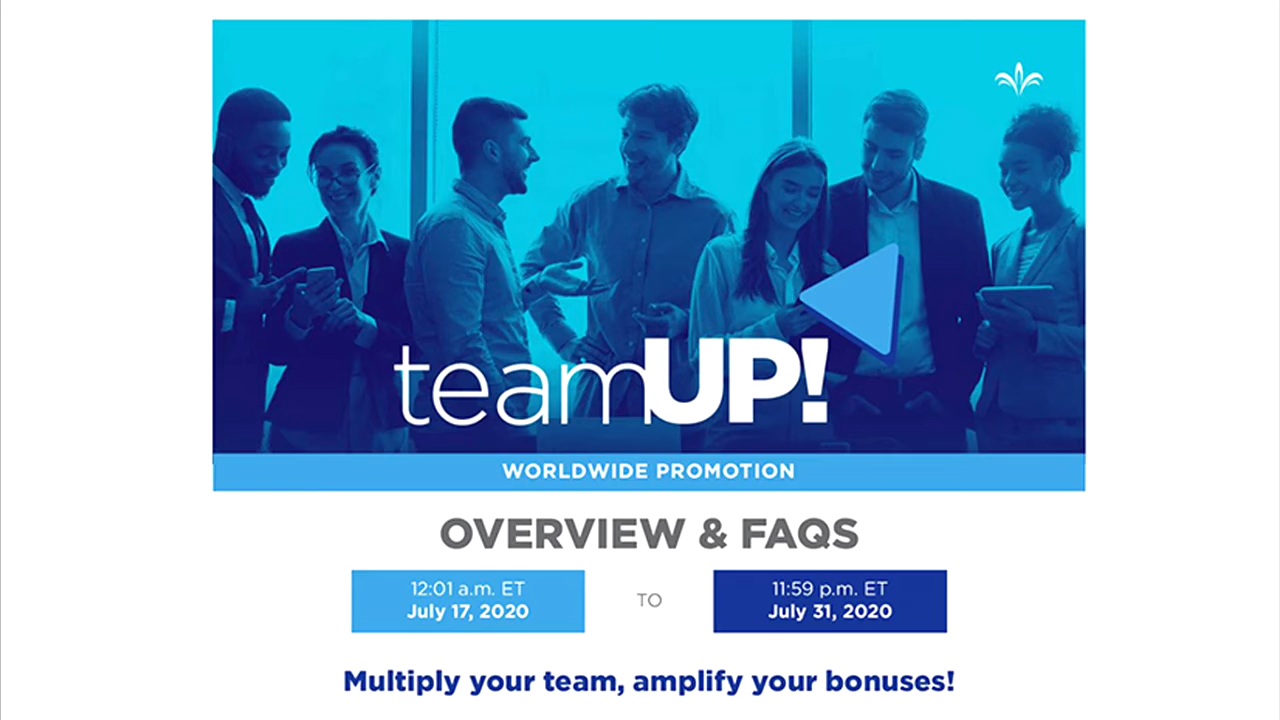 teamUP!
WORLDWIDE PROMOTION
OVERVIEW & FAQS
12:01 a.m. ET
July 17, 2020
TO
11:59 p.m. ET
July 31, 2020
Multiply your team, amplify your bonuses!